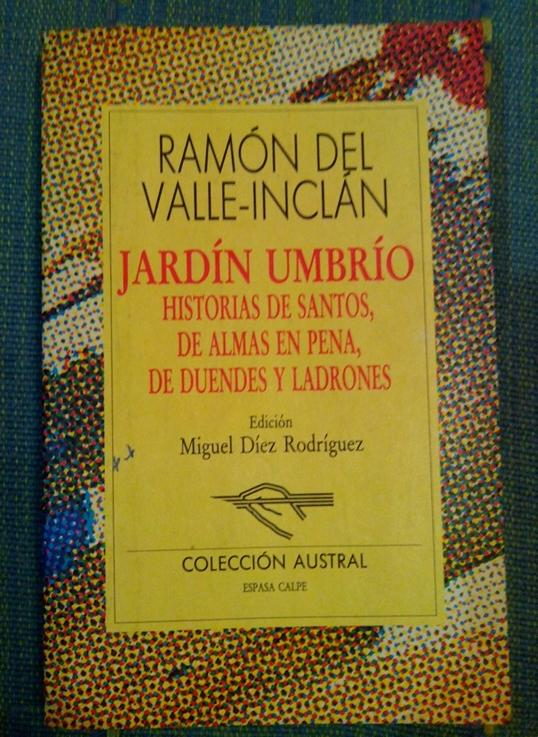 RAMÓN DEL
VALLE-INCLÁN
JARDÍN UMBRÍO
HISTORIAS DE SANTOS,
DE ALMAS EN PENA,
DE DUENDES Y LADRONES
Edición
Miguel Díez Rodríguez
COLECCIÓN AUSTRAL
ESPASA CALPE